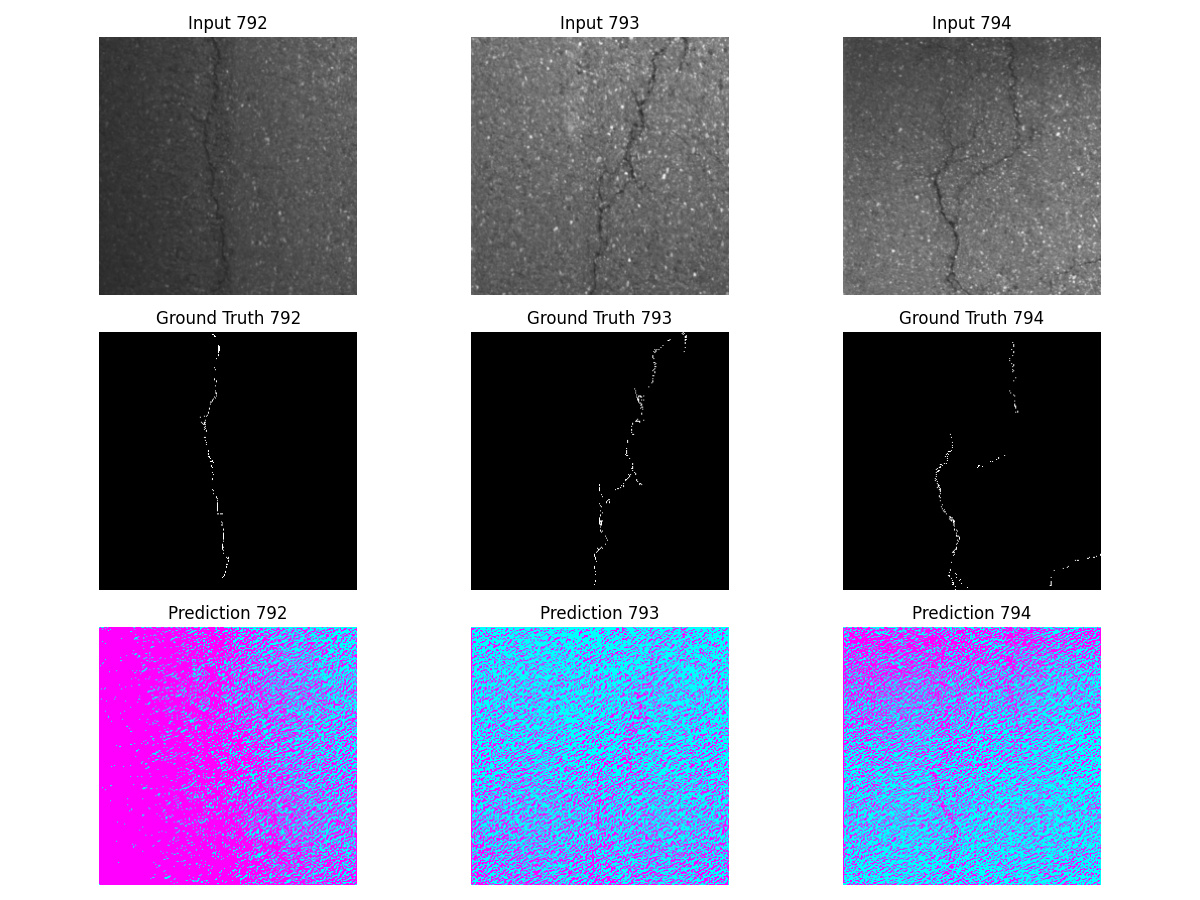 Input 792
Input 793
Input 794
Ground Truth 792
Ground Truth 793
Ground Truth 794
Prediction 792
Prediction 793
Prediction 794